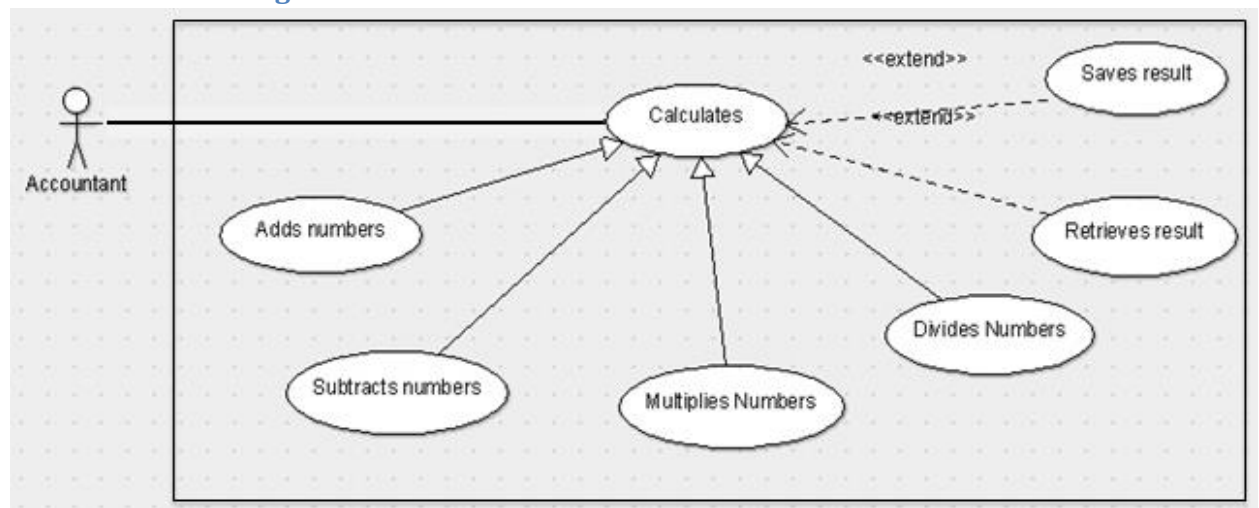 <<extend>>
Saves result
Calculates
<<extend>>
Accountant
Adds numbers
Retrieves result
Divides Numbers
Subtracts numbers
Multiplies Numbers